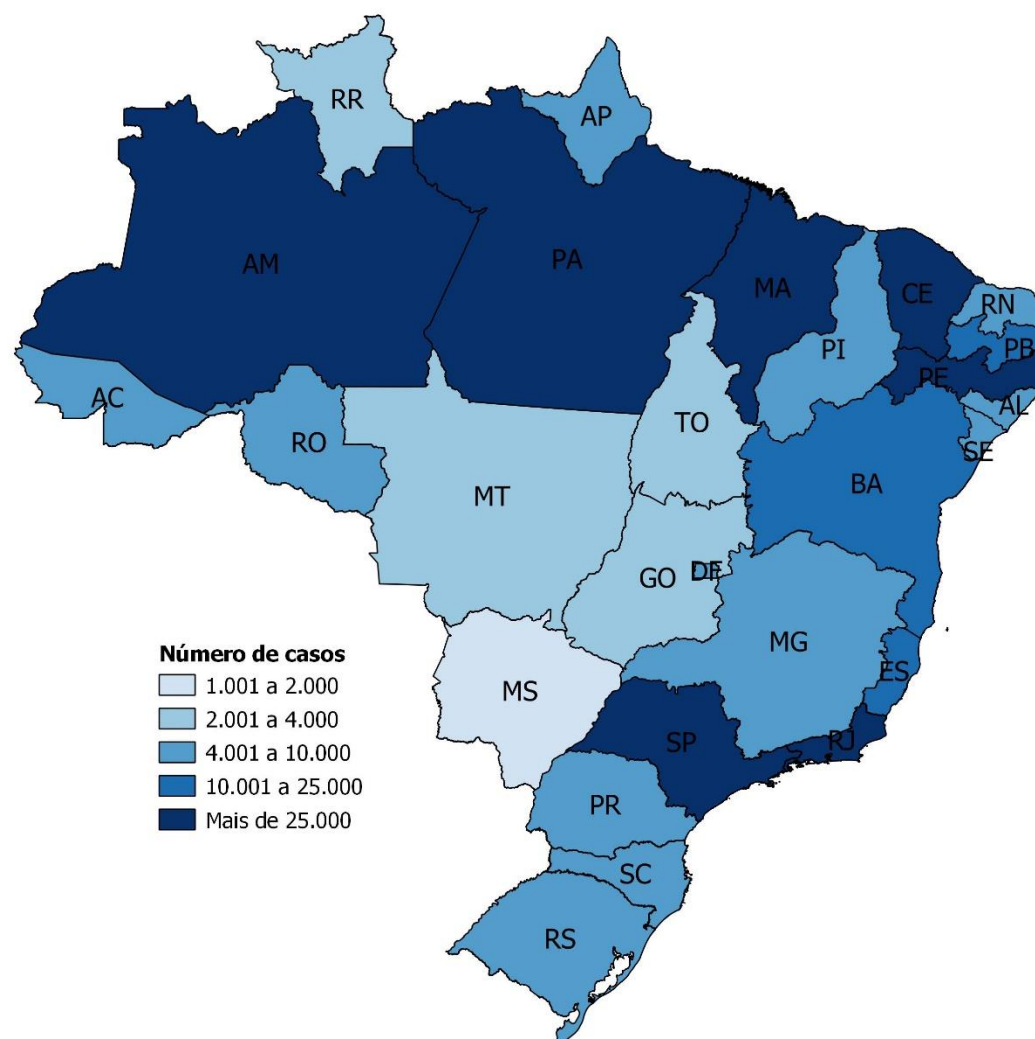 RR
AP
AM
PA
MA
CE
RN
PI
PB
PE
AC
AL
TO
RO
SE
BA
MT
GO
DF
MG
Número de casos
ES
1.001 a 2.000
MS
2.001 a 4.000
4.001 a 10.000
SP
RJ
10.001 a 25.000
PR
Mais de 25.000
SC
RS